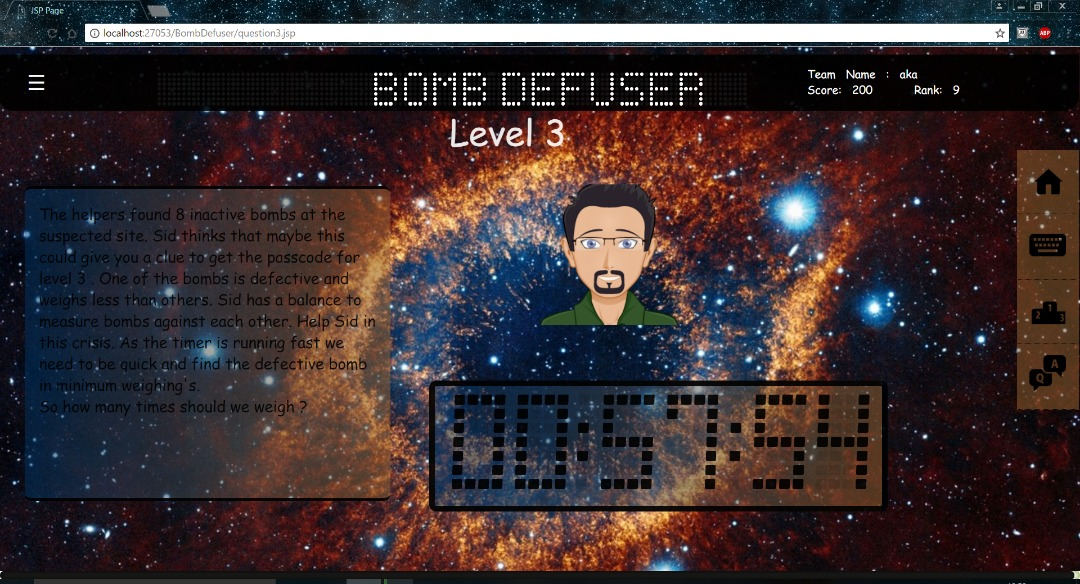 JSP Page
localhost:27053/BombDefuser/question3.jsp
ABP
BOMB DEFUSER
Team Name : aka
Score: 200 Rank: 9
Level 3
The helpers found 8 inactive bombs at the
suspected site. Sid thinks that maybe this
could give you a clue to get the passcode for
level 3 . One of the bombs is defective and
weighs less than others. Sid has a balance to
measure bombs against each other. Help Sid in
this crisis. As the timer is running fast we
need to be quick and find the defective bomb
in minimum weighing's.
So how many times should we weigh ?
00:57:54
2 1 3
Q A